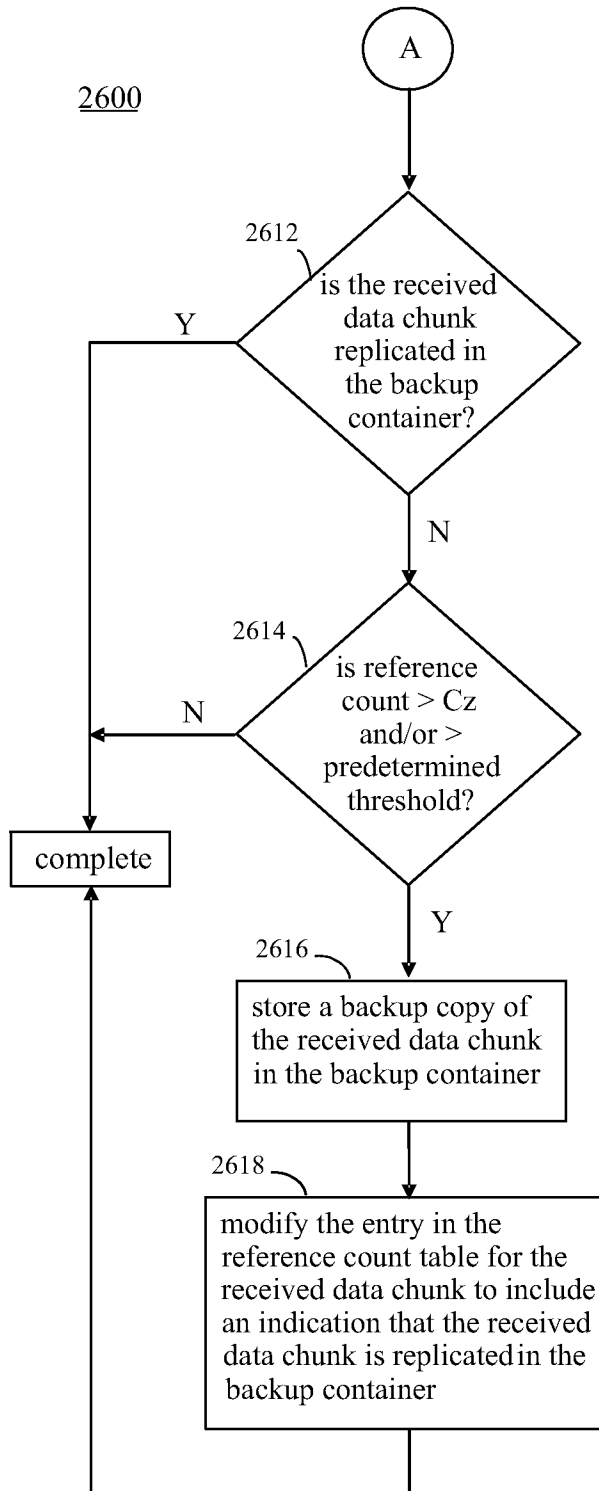 A
2600
2612
is the received
data chunk
replicated in
the backup
container?
Y
N
2614
is reference
count > Cz
and/or >
predetermined
threshold?
N
complete
Y
2616
store a backup copy of
the received data chunk
in the backup container
2618
modify the entry in the
reference count table for the
received data chunk to include
an indication that the received
data chunk is replicated in the
backup container